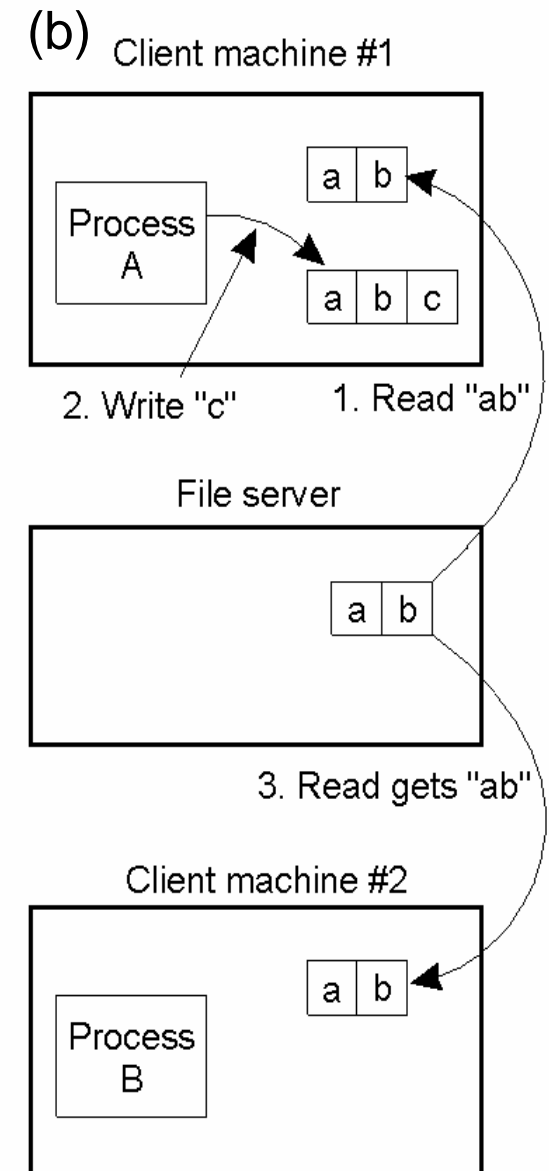 (b)
Client machine #1
a b
Process
A
a b c
2. Write "c"
1. Read "ab"
File server
a b
3. Read gets "ab"
Client machine #2
a b
Process
B